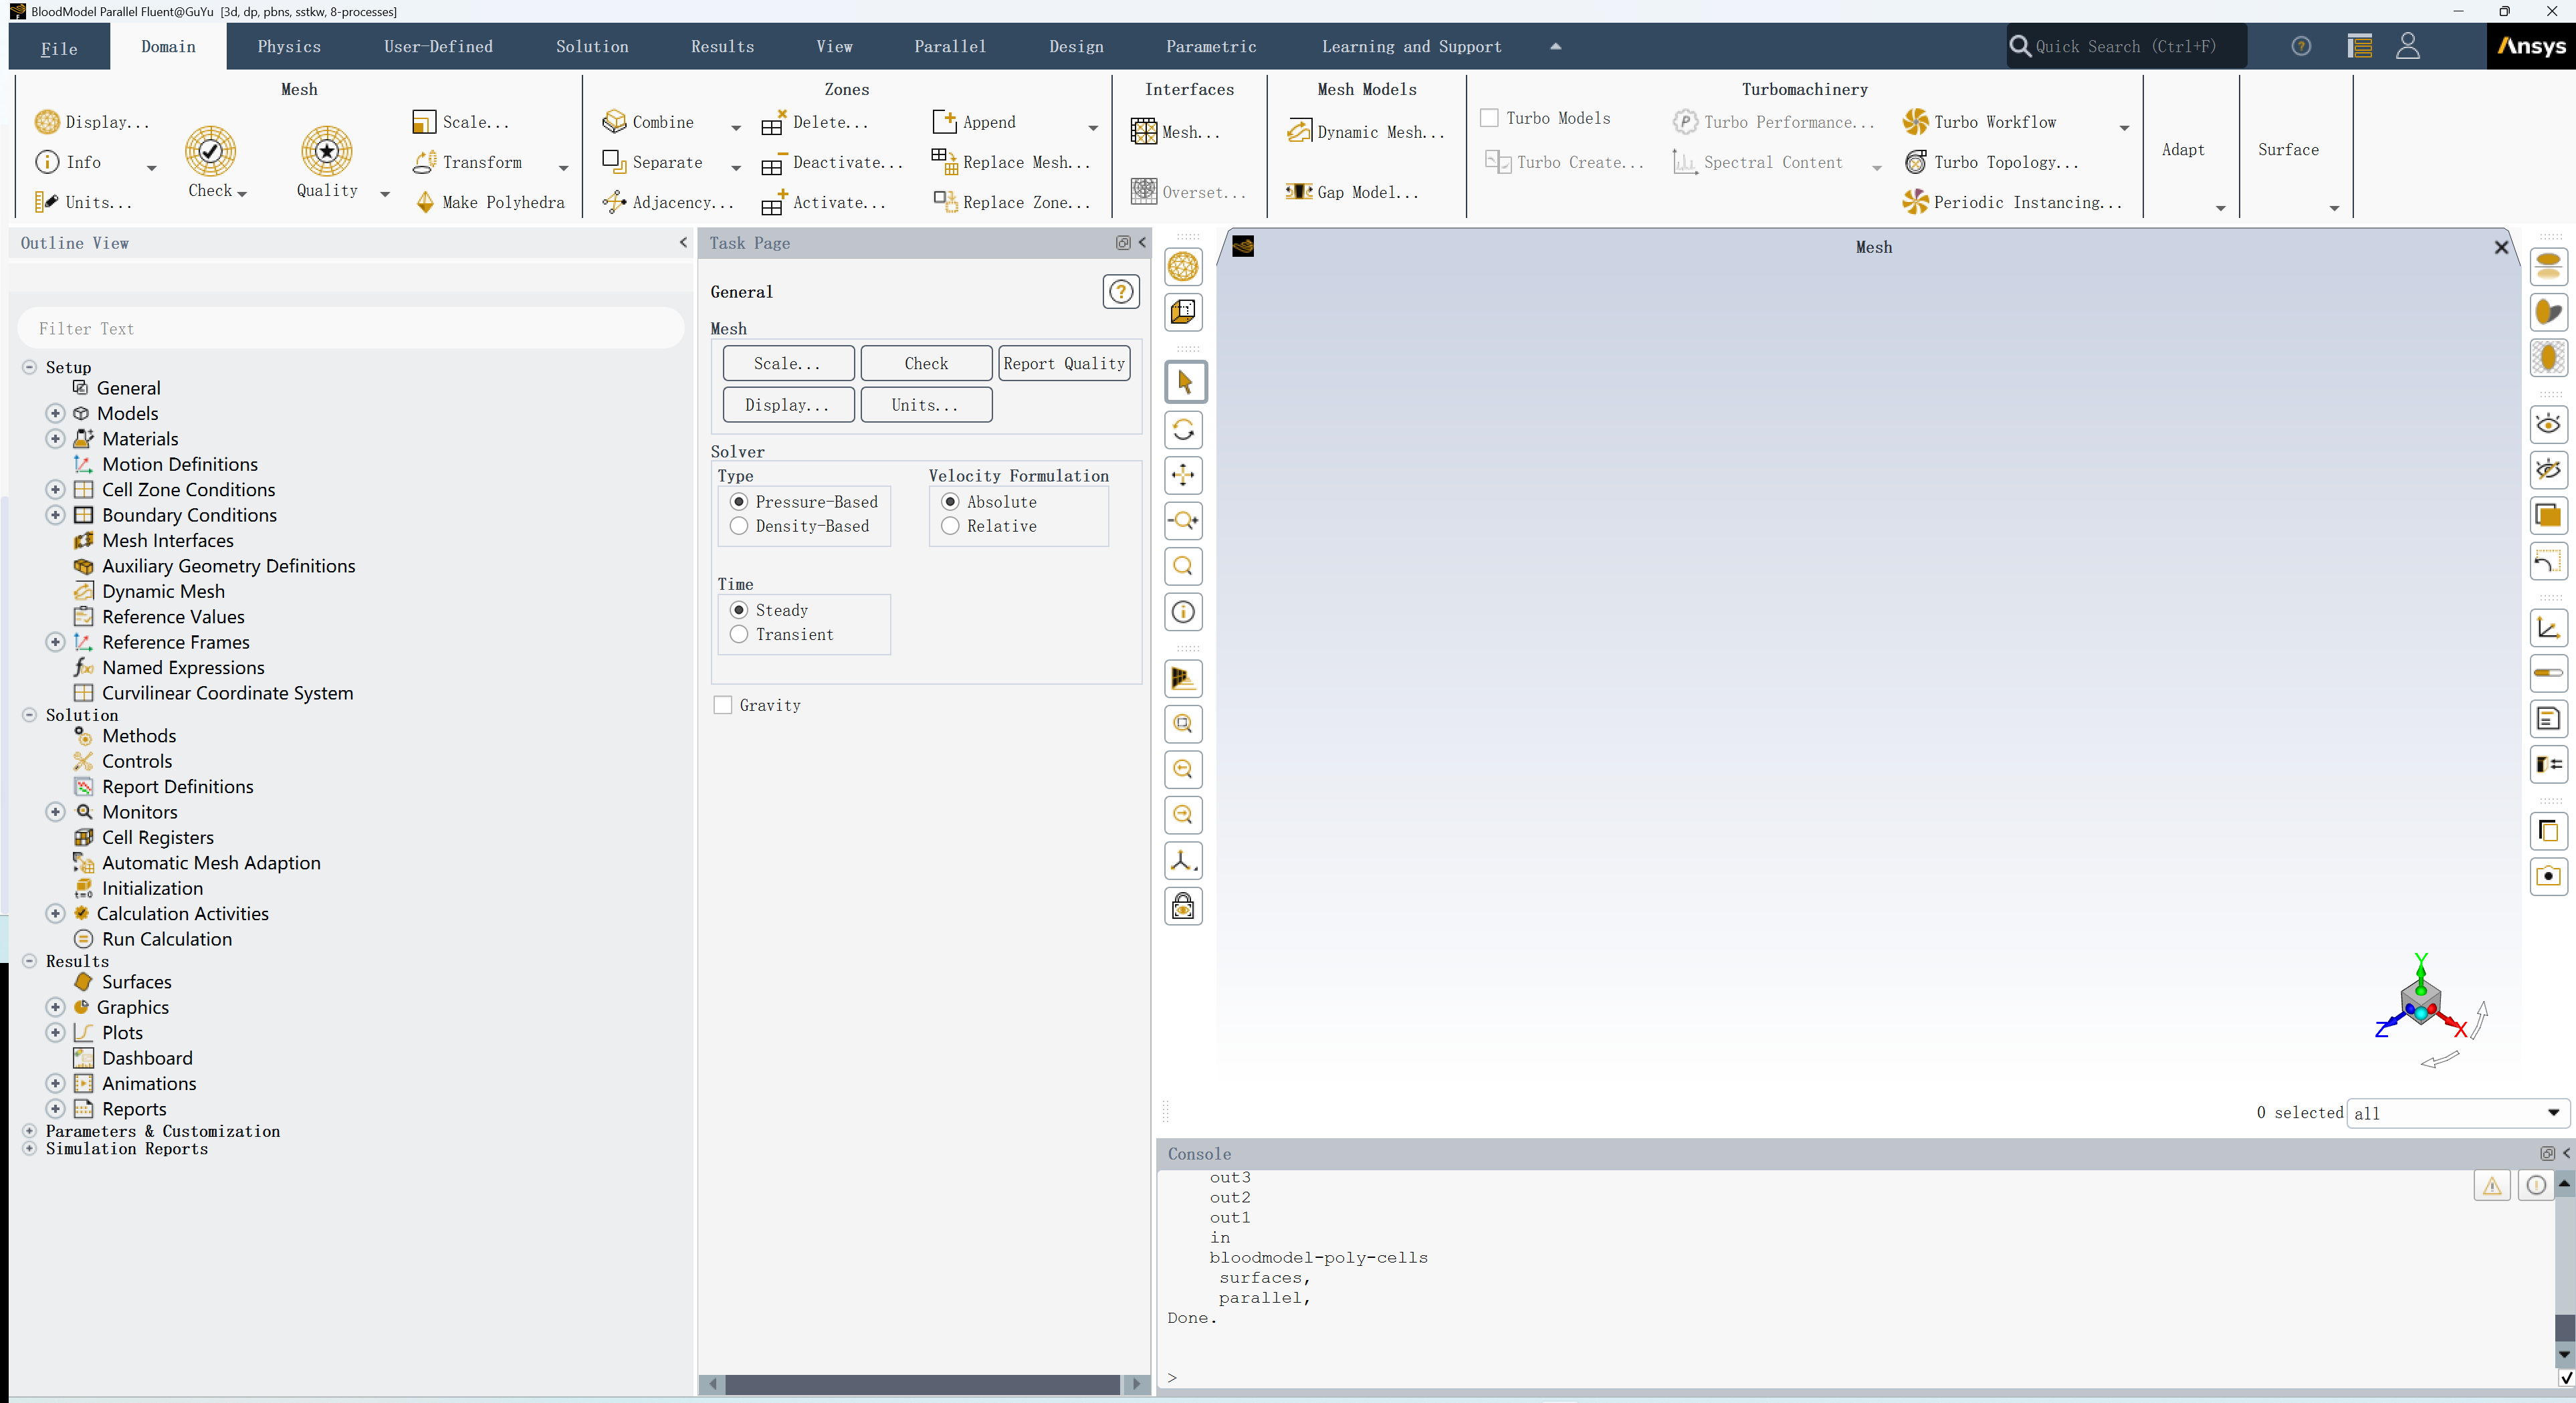 BloodModel Parallel Fluent@GuYu [3d, dp, pbns, sstkw, 8-processes]
File Domain Physics User-Defined Solution Results View Parallel Design Parametric Learning and Support Quick Search (Ctrl+F) Ansys
Mesh Zones Interfaces Mesh Models Turbomachinery
Display... Scale... Combine Delete... Append Mesh... Dynamic Mesh... Turbo Models Turbo Performance... Turbo Workflow
Info Check Quality Transform Separate Deactivate... Replace Mesh... Turbo Create... Spectral Content Turbo Topology... Adapt Surface
Units... Make Polyhedra Adjacency... Activate... Replace Zone... Overset... Gap Model... Periodic Instancing...
Outline View
Filter Text
Setup
General
Models
Materials
Motion Definitions
Cell Zone Conditions
Boundary Conditions
Mesh Interfaces
Auxiliary Geometry Definitions
Dynamic Mesh
Reference Values
Reference Frames
Named Expressions
Curvilinear Coordinate System
Solution
Methods
Controls
Report Definitions
Monitors
Cell Registers
Automatic Mesh Adaption
Initialization
Calculation Activities
Run Calculation
Results
Surfaces
Graphics
Plots
Dashboard
Animations
Reports
Parameters & Customization
Simulation Reports
Task Page
General
Mesh
Scale... Check Report Quality
Display... Units...
Solver
Type Velocity Formulation
Pressure-Based Absolute
Density-Based Relative
Time
Steady
Transient
Gravity
Mesh
Y
Z X
0 selected all
Console
out3
out2
out1
in
bloodmodel-poly-cells
surfaces,
parallel,
Done.
>